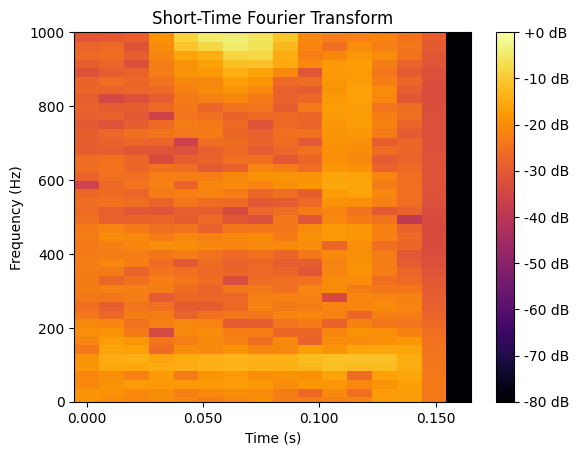 Short-Time Fourier Transform
1000
800
600
400
200
0
Frequency (Hz)
0.000
0.050
0.100
0.150
Time (s)
+0 dB
-10 dB
-20 dB
-30 dB
-40 dB
-50 dB
-60 dB
-70 dB
-80 dB